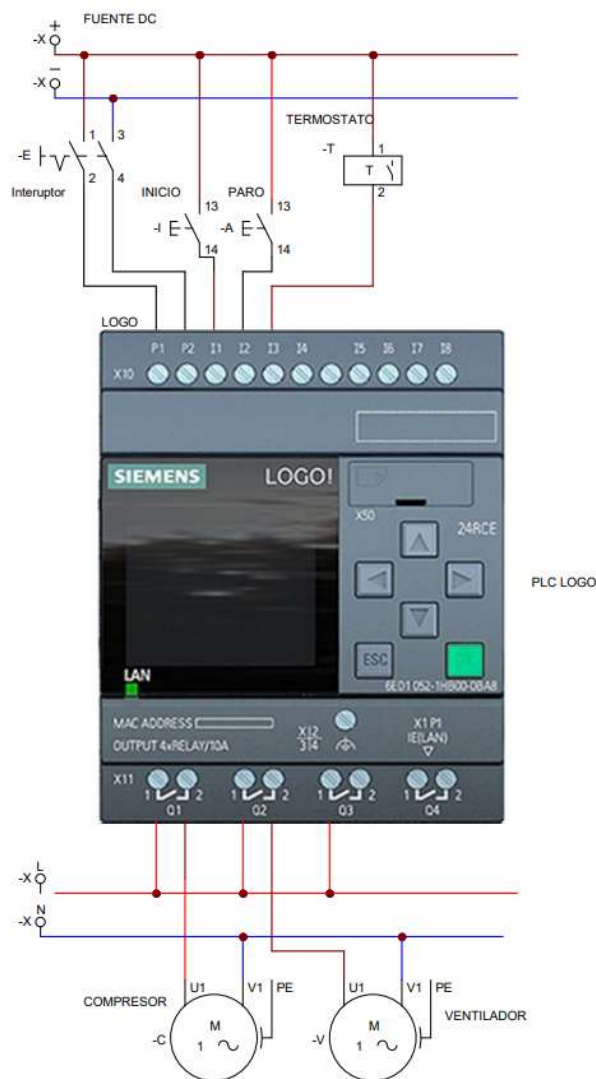 FUENTE DC
+
-X
−
-X
TERMOSTATO
1 3
-T 1
-E
T
2 4
2
Interuptor
INICIO PARO
13 13
-I -A
14 14
LOGO
P1 P2 I1 I2 I3 I4 I5 I6 I7 I8
X10
SIEMENS LOGO!
X50
24RCE
PLC LOGO
ESC OK
6ED1 052-1HB00-0BA8
LAN
MAC ADDRESS
X12
3|4
X1 P1
IE(LAN)
OUTPUT 4xRELAY/10A
X11
1 2 1 2 1 2 1 2
Q1 Q2 Q3 Q4
L
-X
N
-X
U1 V1 PE U1 V1 PE
COMPRESOR VENTILADOR
M M
-C 1 -V 1